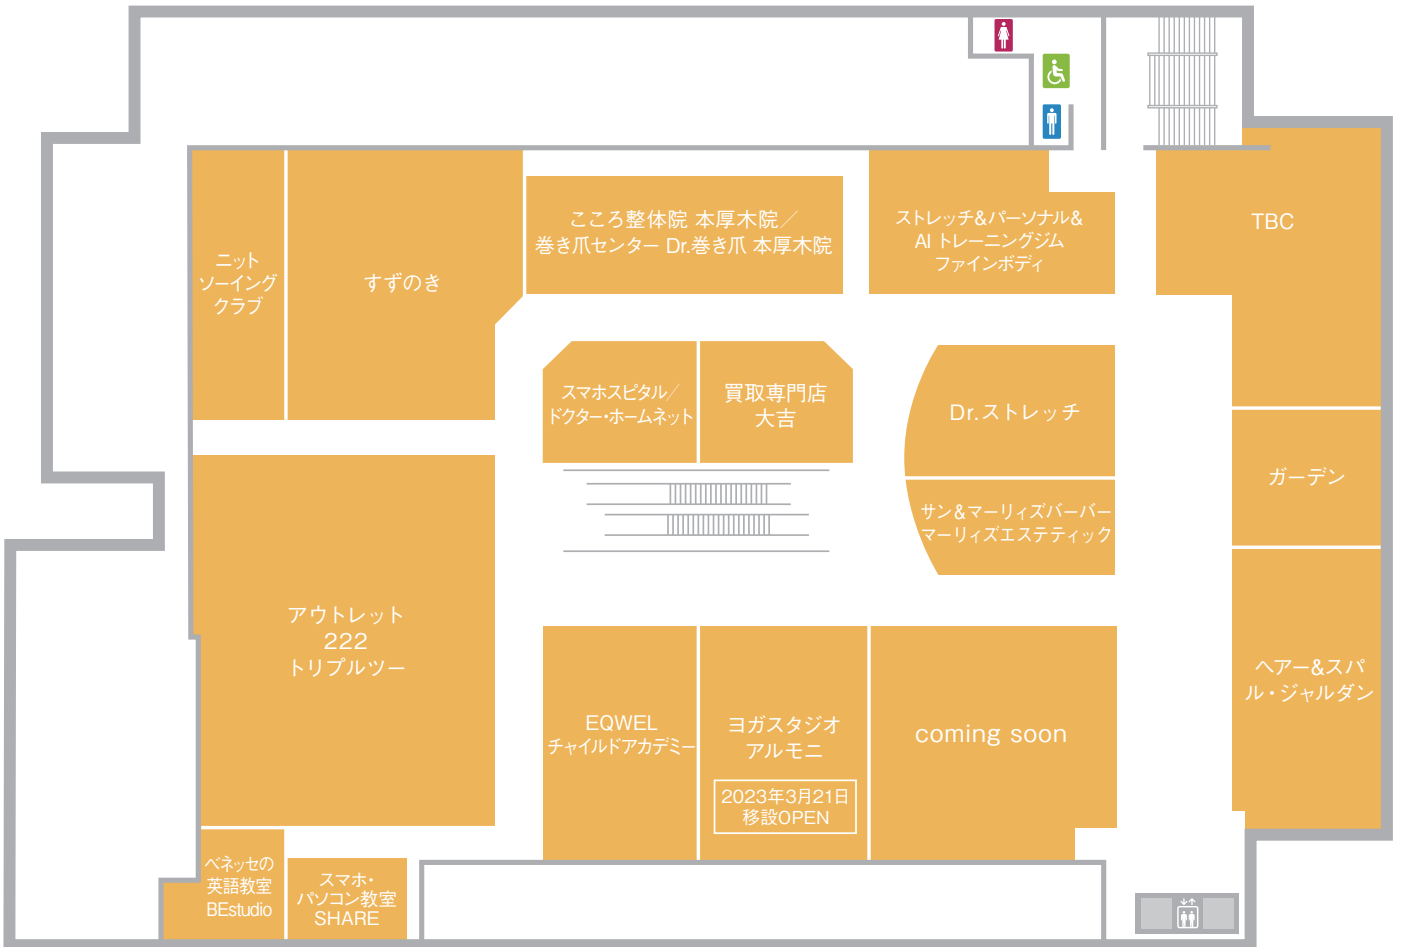 こころ整体院 本厚木院／
巻き爪センター Dr.巻き爪 本厚木院
ストレッチ&パーソナル&
AI トレーニングジム
ファインボディ
TBC
ニット
ソーイング
クラブ
すずのき
スマホスピタル／
ドクター・ホームネット
買取専門店
大吉
Dr.ストレッチ
ガーデン
サン&マーリィズバーバー
マーリィズエステティック
アウトレット
222
トリプルツー
ヘアー&スパ
ル・ジャルダン
EQWEL
チャイルドアカデミー
ヨガスタジオ
アルモニ
2023年3月21日
移設OPEN
coming soon
ベネッセの
英語教室
BEstudio
スマホ・
パソコン教室
SHARE